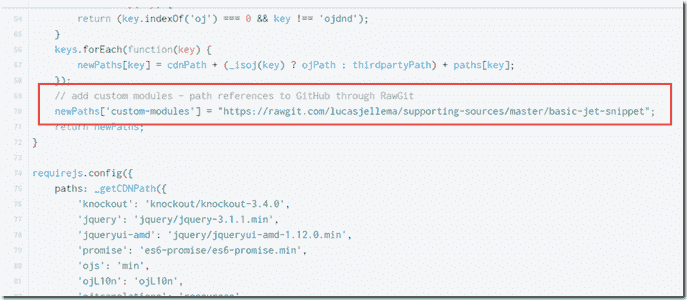 64 return (key.indexOf('oj') === 0 && key !== 'ojdnd');
65 }
66 keys.forEach(function(key) {
67 newPaths[key] = cdnPath + (_isoj(key) ? ojPath : thirdpartyPath) + paths[key];
68 });
69 // add custom modules - path references to GitHub through RawGit
70 newPaths['custom-modules'] = "https://rawgit.com/lucasjellema/supporting-sources/master/basic-jet-snippet";
71 return newPaths;
72 }
73
74 requirejs.config({
75 paths: _getCDNPath({
76 'knockout': 'knockout/knockout-3.4.0',
77 'jquery': 'jquery/jquery-3.1.1.min',
78 'jqueryui-amd': 'jquery/jqueryui-amd-1.12.0.min',
79 'promise': 'es6-promise/es6-promise.min',
80 'ojs': 'min',
81 'ojL10n': 'ojL10n',